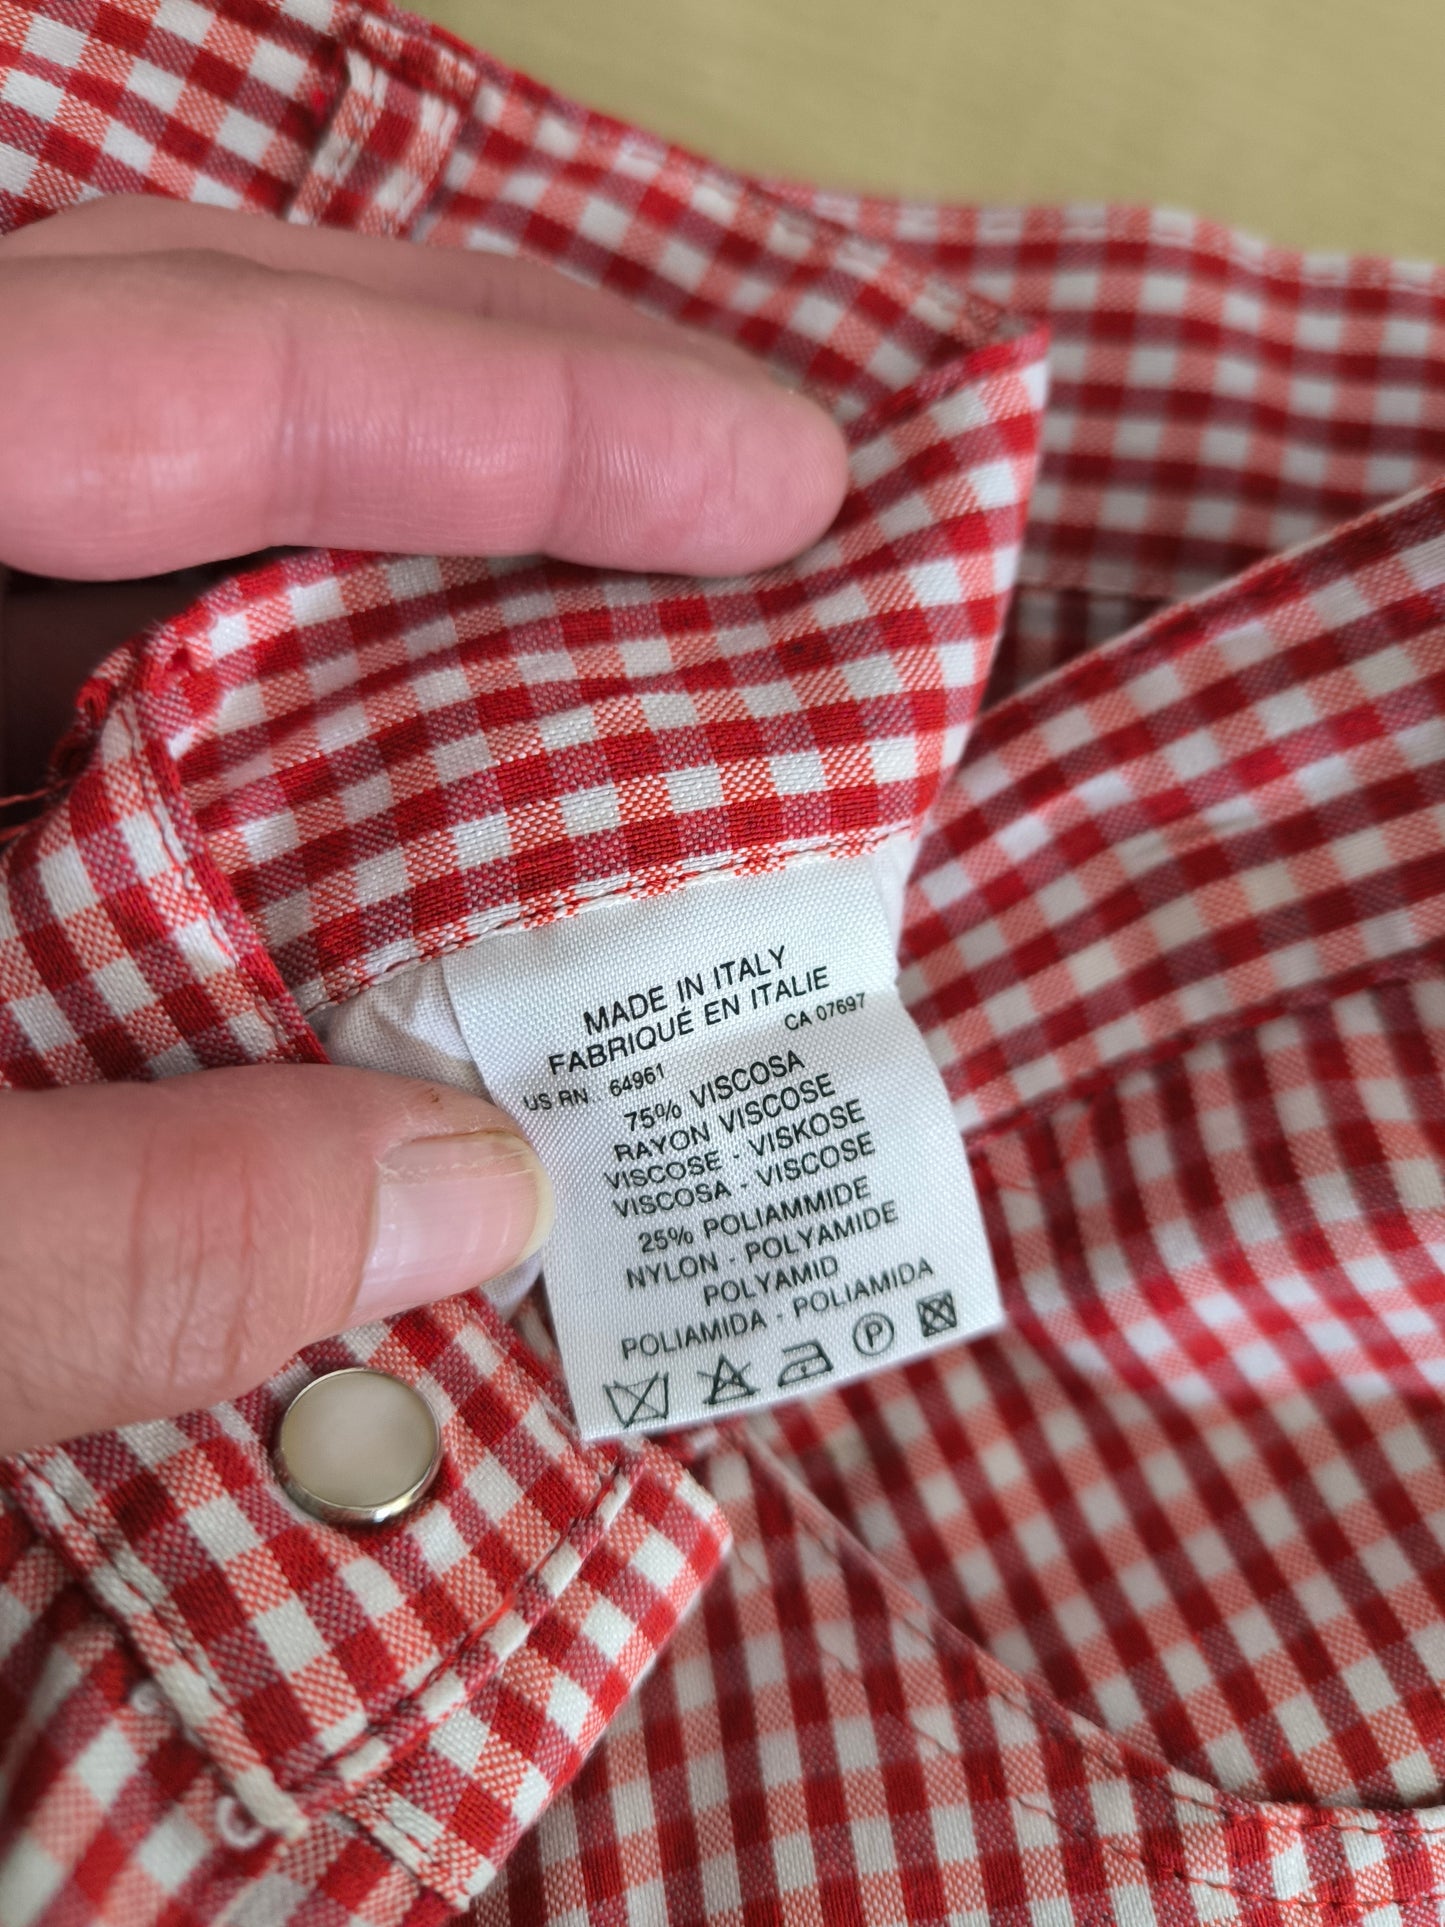 MADE IN ITALY
FABRIQUÉ EN ITALIE
US RN 64961 CA 07697
75% VISCOSA
RAYON VISCOSE
VISCOSE - VISKOSE
VISCOSA - VISCOSE
25% POLIAMMIDE
NYLON - POLYAMIDE
POLYAMID
POLIAMIDA - POLIAMIDA
P